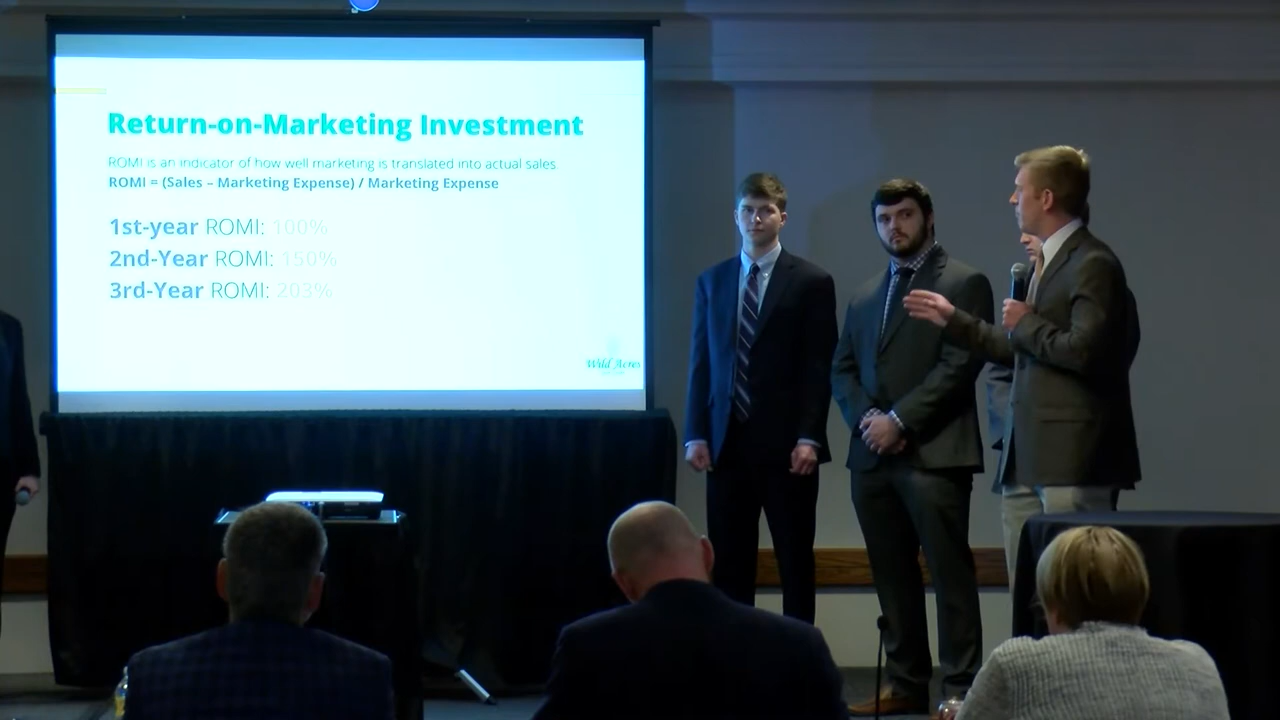 Return-on-Marketing Investment
ROMI is an indicator of how well marketing is translated into actual sales
ROMI = (Sales – Marketing Expense) / Marketing Expense
1st-year ROMI: 100%
2nd-Year ROMI: 150%
3rd-Year ROMI: 203%
Wild Acres